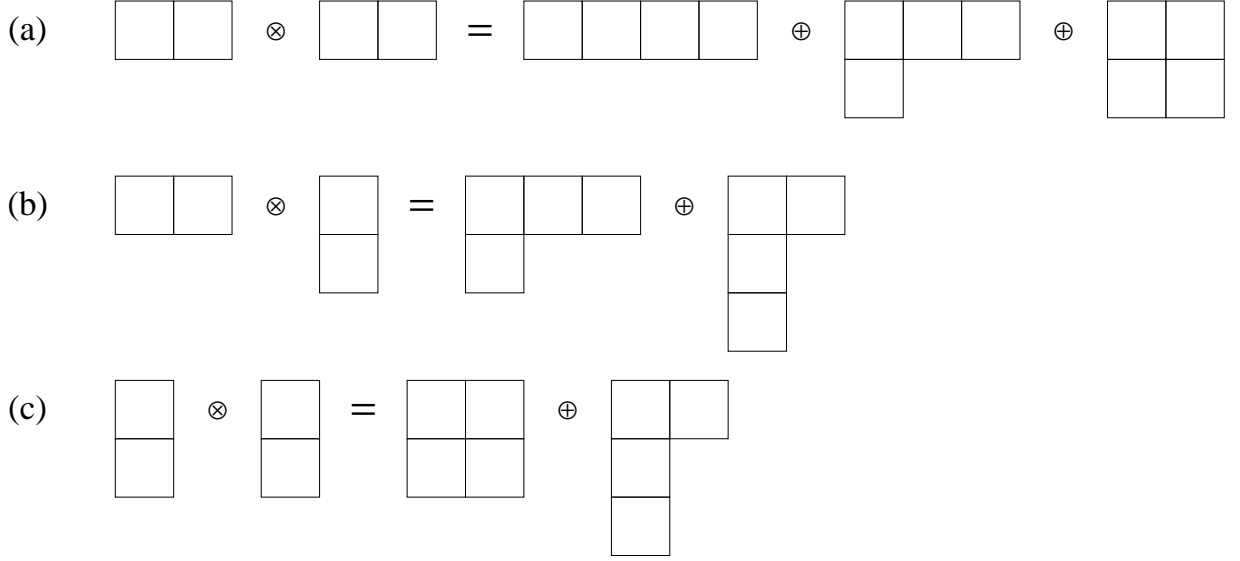 (a) ⊗ = ⊕ ⊕
(b) ⊗ = ⊕
(c) ⊗ = ⊕